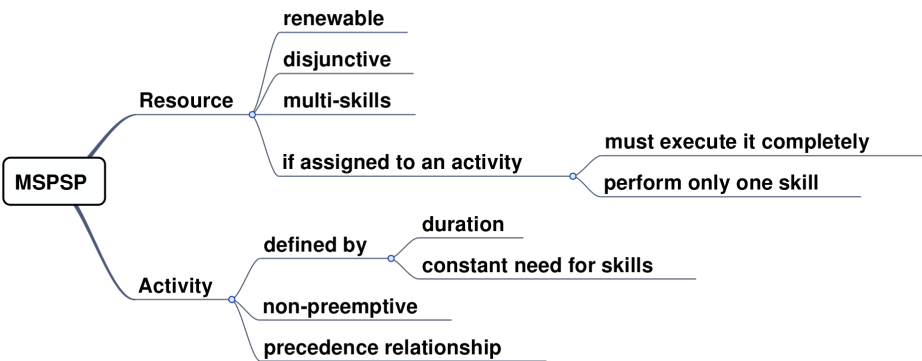 MSPSP
Resource
renewable
disjunctive
multi-skills
if assigned to an activity
must execute it completely
perform only one skill
Activity
defined by
duration
constant need for skills
non-preemptive
precedence relationship